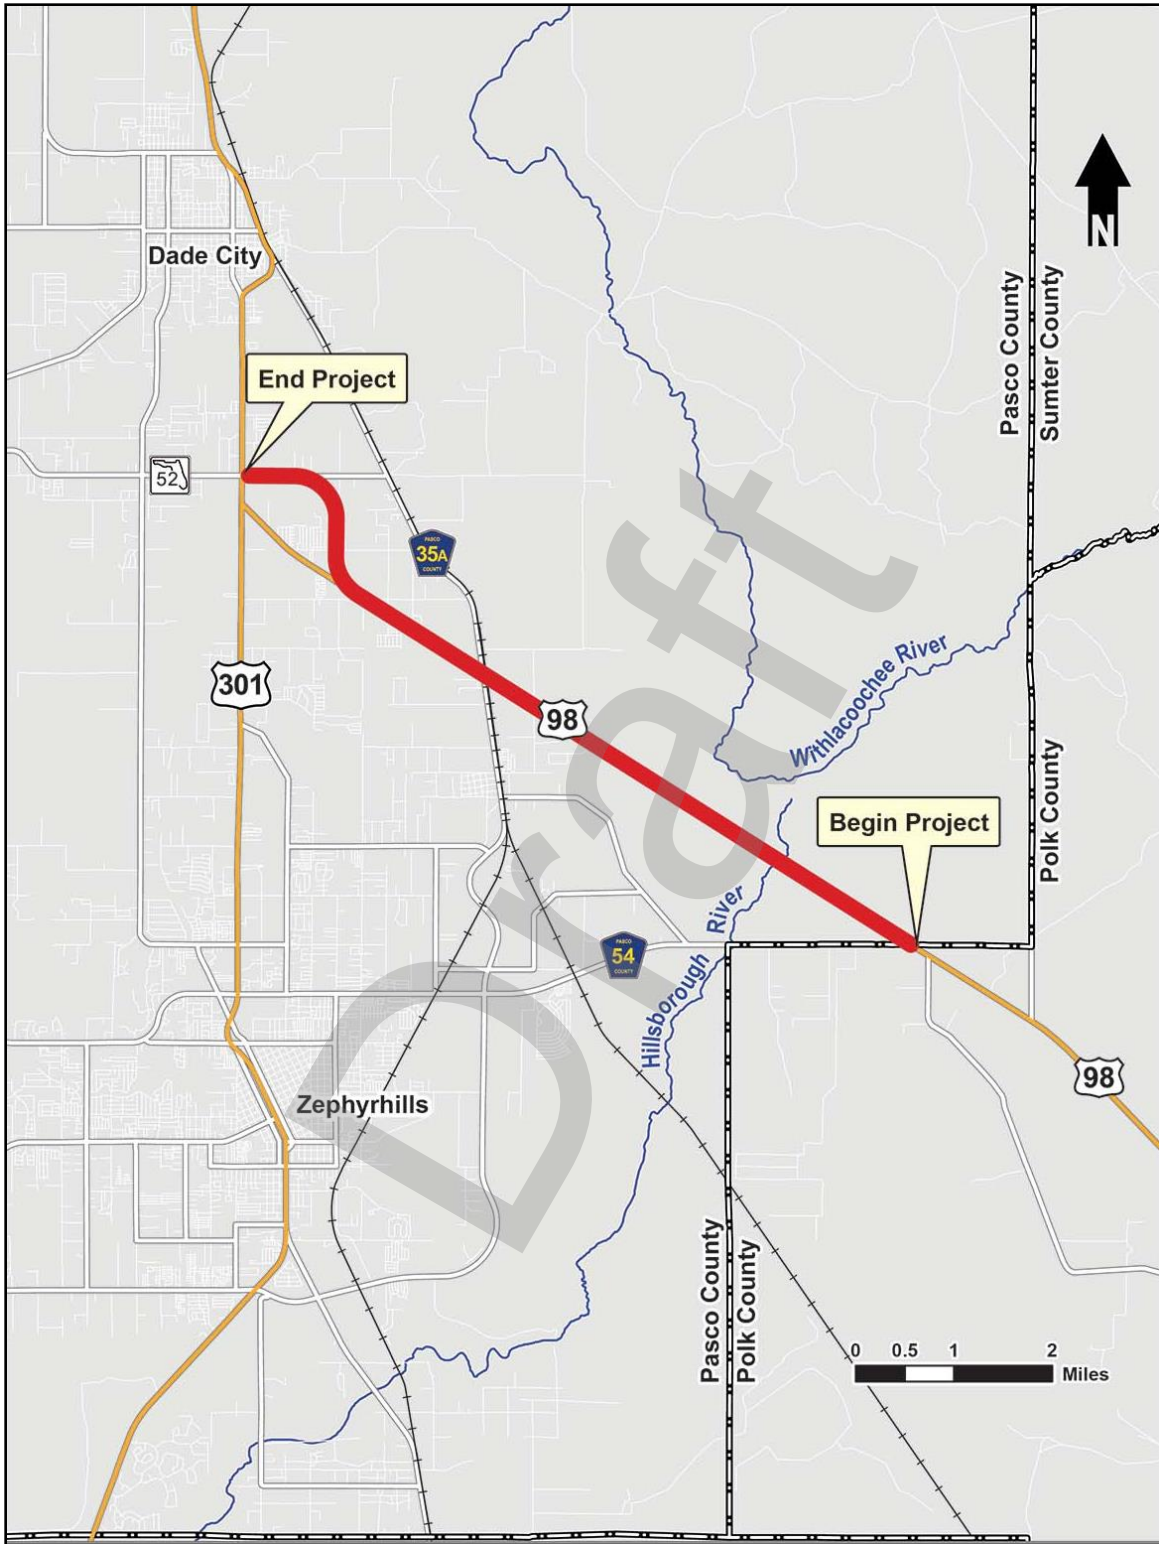 Dade City
N
Pasco County
Sumter County
End Project
52
PASCO
35A
COUNTY
301
98
Withlacoochee River
Begin Project
Polk County
PASCO
54
COUNTY
Hillsborough River
98
Zephyrhills
Pasco County
Polk County
0 0.5 1 2
Miles
Draft